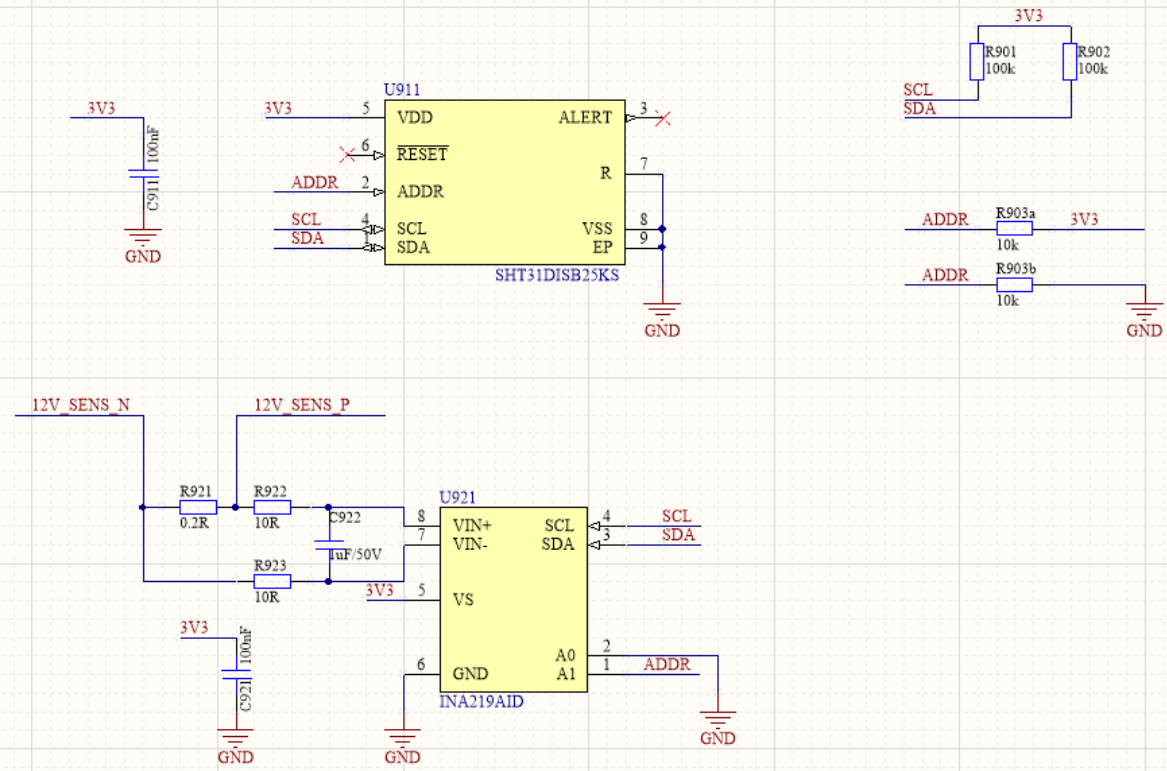 3V3
100nF
C911
GND
U911
3V3
5
VDD
6
RESET
ADDR
2
ADDR
SCL
4
SCL
SDA
1
SDA
ALERT
3
R
7
VSS
8
EP
9
SHT31DISB25KS
GND
3V3
R901
100k
R902
100k
SCL
SDA
ADDR
R903a
10k
3V3
ADDR
R903b
10k
GND
12V_SENS_N
12V_SENS_P
R921
0.2R
R922
10R
C922
1uF/50V
R923
10R
3V3
100nF
C921
GND
U921
8
VIN+
7
VIN-
3V3
5
VS
6
GND
GND
SCL
4
SCL
SDA
3
SDA
A0
2
A1
1
ADDR
INA219AID
GND